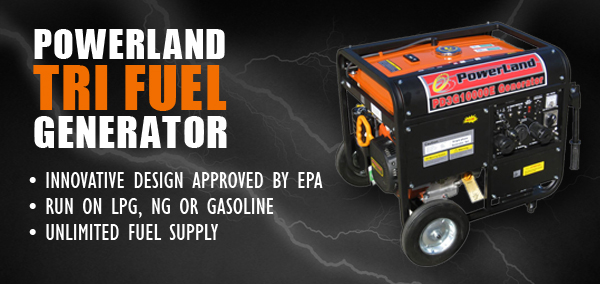 POWERLAND
TRI FUEL
GENERATOR
• INNOVATIVE DESIGN APPROVED BY EPA
• RUN ON LPG, NG OR GASOLINE
• UNLIMITED FUEL SUPPLY
PowerLand
PD3G10000E Generator